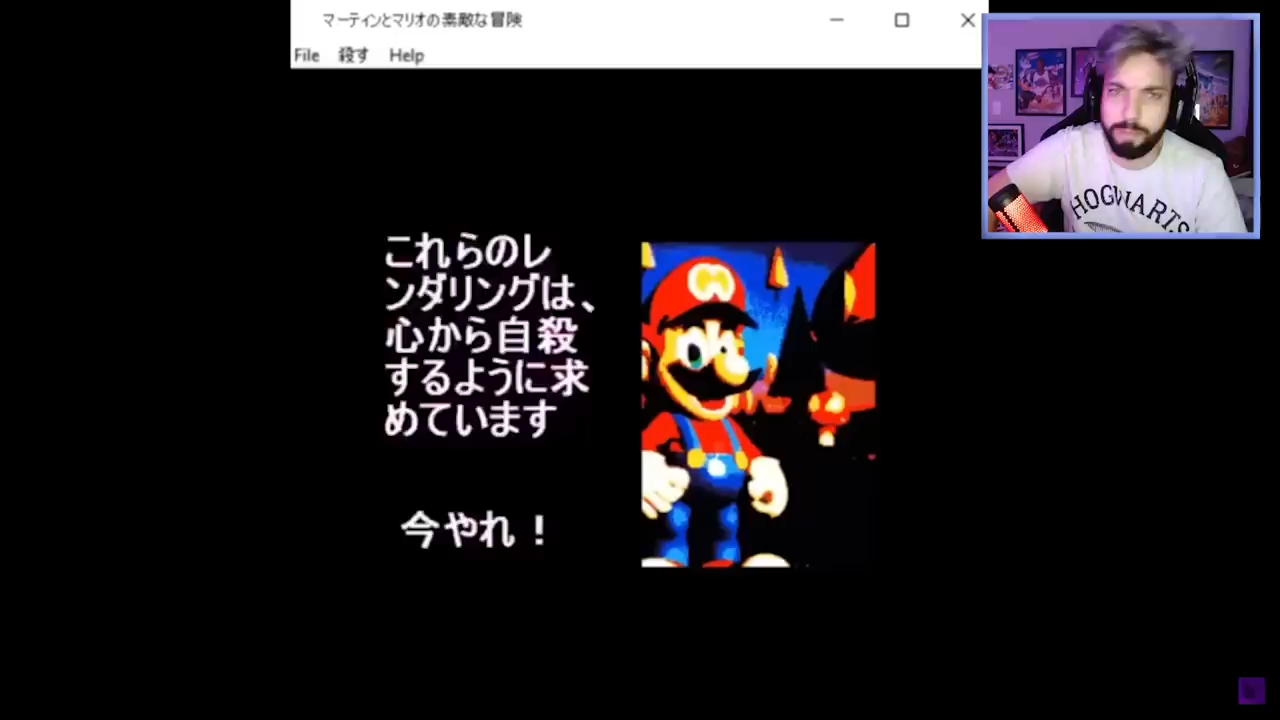 マーティンとマリオの素敵な冒険
File 殺す Help
これらのレ
ンダリングは、
心から自殺
するように求
めています
今やれ！
HOGWARTS